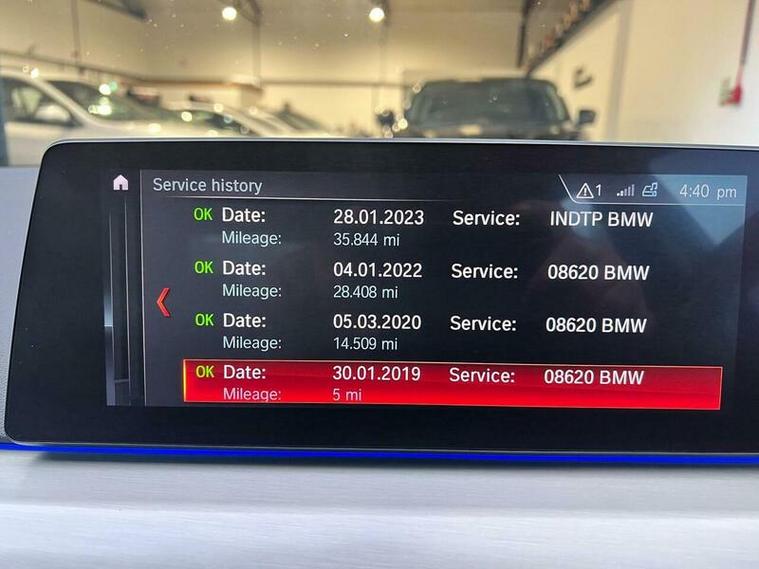 Service history 1 4:40 pm
OK Date: 28.01.2023 Service: INDTP BMW
Mileage: 35.844 mi
OK Date: 04.01.2022 Service: 08620 BMW
Mileage: 28.408 mi
OK Date: 05.03.2020 Service: 08620 BMW
Mileage: 14.509 mi
OK Date: 30.01.2019 Service: 08620 BMW
Mileage: 5 mi